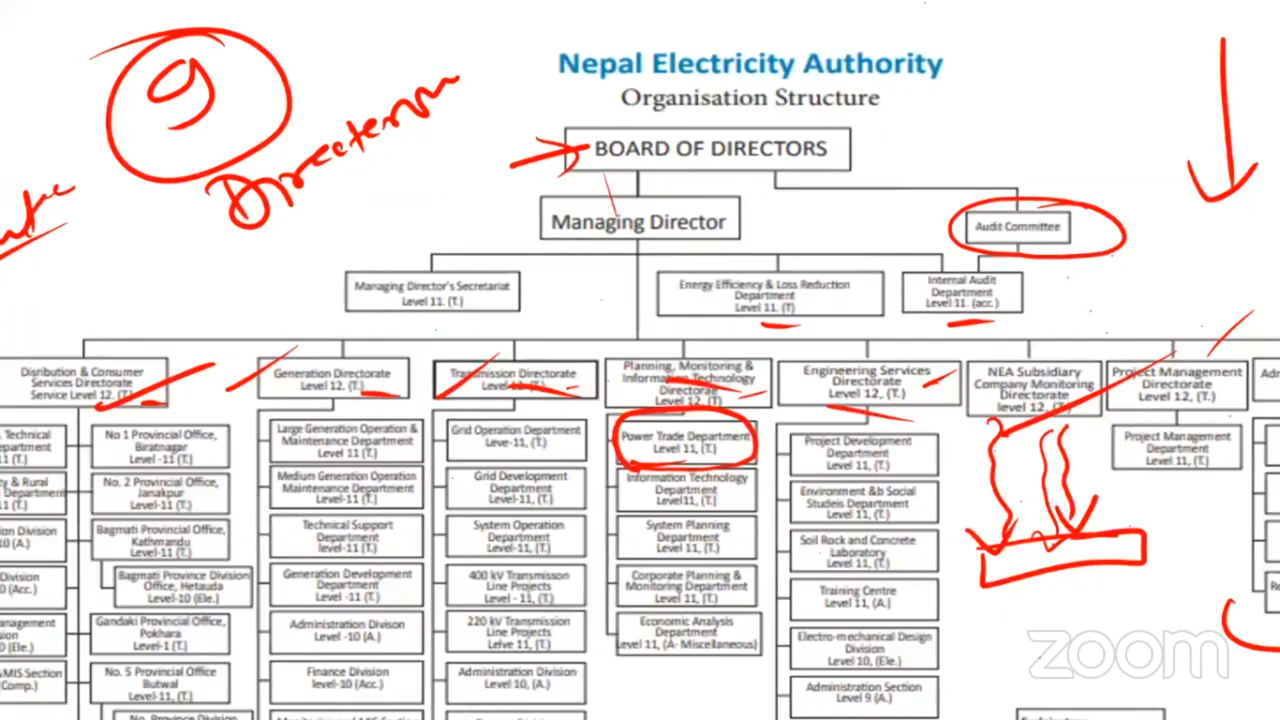 9
Nepal Electricity Authority
Organisation Structure
BOARD OF DIRECTORS
Managing Director
Audit Committee
Managing Director's Secretariat
Level 11. (T.)
Energy Efficiency & Loss Reduction
Department
Level 11. (T)
Internal Audit
Department
Level 11. (acc.)
Disribution & Consumer
Services Directorate
Service Level 12. (T.)
Generation Directorate
Level 12. (T.)
Transmission Directorate
Level 12. (T.)
Planning, Monitoring &
Information Technology
Directorae
Level 12. (T)
Engineering Services
Directorate
Level 12, (T.)
NEA Subsidiary
Company Monitoring
Directorate
level 12, (T.)
Project Management
Directorate
Level 12, (T.)
& Technical
No 1 Provincial Office,
Biratnagar
Level -11 (T.)
No. 2 Provincial Office,
Janakpur
Level-11 (T.)
Bagmati Provincial Office,
Kathmandu
Level-11 (T.)
Bagmati Province Division
Office, Hetauda
Level-10 (Ele.)
Gandaki Provincial Office,
Pokhara
Level-1 (T.)
No. 5 Provincial Office
Butwal
Level-11, (T.)
Large Generation Operation &
Maintenance Department
Level 11 (T.)
Medium Generation Operation
Maintenance Department
Level-11 (T.)
Technical Support
Department
level-11 (T.)
Generation Development
Department
Level -11 (T.)
Administration Divison
Level -10 (A.)
Finance Division
level-10 (Acc.)
Grid Operation Department
Leve-11, (T.)
Grid Development
Department
Level-11, (T.)
System Operation
Department
Level-11, (T.)
400 kV Transmisson
Line Projects
Level - 11, (T.)
220 kV Transmission
Line Projects
Lelve 11, (T.)
Administration Division
Level 10, (A.)
Power Trade Department
Level 11, (T.)
Information Technology
Department
Level11, (T.)
System Planning
Department
Level 11, (T.)
Corporate Planning &
Monitoring Department
Level 11, (T.)
Economic Analysis
Department
Level 11, (A- Miscellaneous)
Project Development
Department
Level 11, (T.)
Environment &b Social
Studeis Department
Level 11, (T.)
Soil Rock and Concrete
Laboratory
Level 11, (T.)
Training Centre
Level 11, (A.)
Electro-mechanical Design
Division
Level 10, (Ele.)
Administration Section
Level 9 (A.)
Project Management
Department
Level 11, (T.)
zoom